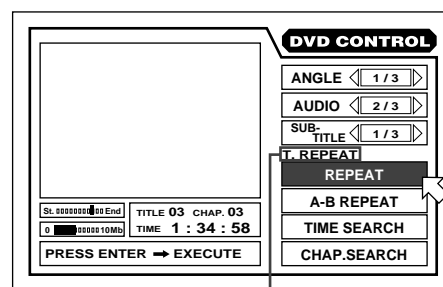 DVD CONTROL
ANGLE 1 / 3
AUDIO 2 / 3
SUB-TITLE 1 / 3
T. REPEAT
REPEAT
A-B REPEAT
TIME SEARCH
CHAP.SEARCH
St. End
0 10Mb
TITLE 03 CHAP. 03
TIME 1 : 34 : 58
PRESS ENTER ➞ EXECUTE